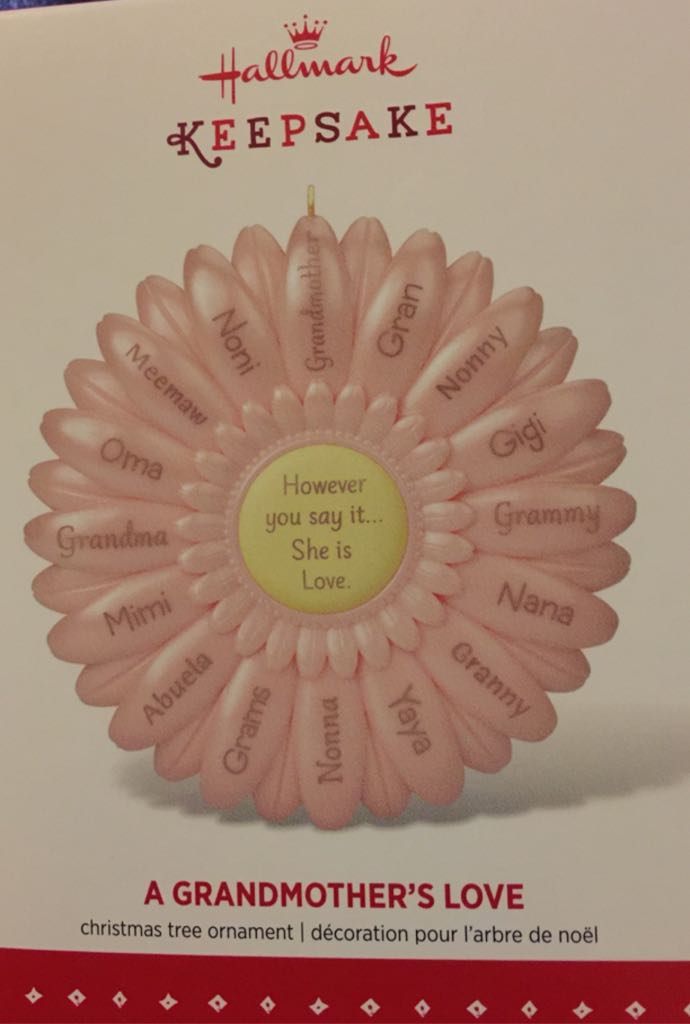 Hallmark
KEEPSAKE
Grandmother
Gran
Nonny
Gigi
Grammy
Nana
Granny
Yaya
Nonna
Grams
Abuela
Mimi
Grandma
Oma
Meemaw
Noni
However
you say it...
She is
Love.
A GRANDMOTHER'S LOVE
christmas tree ornament | décoration pour l'arbre de noël